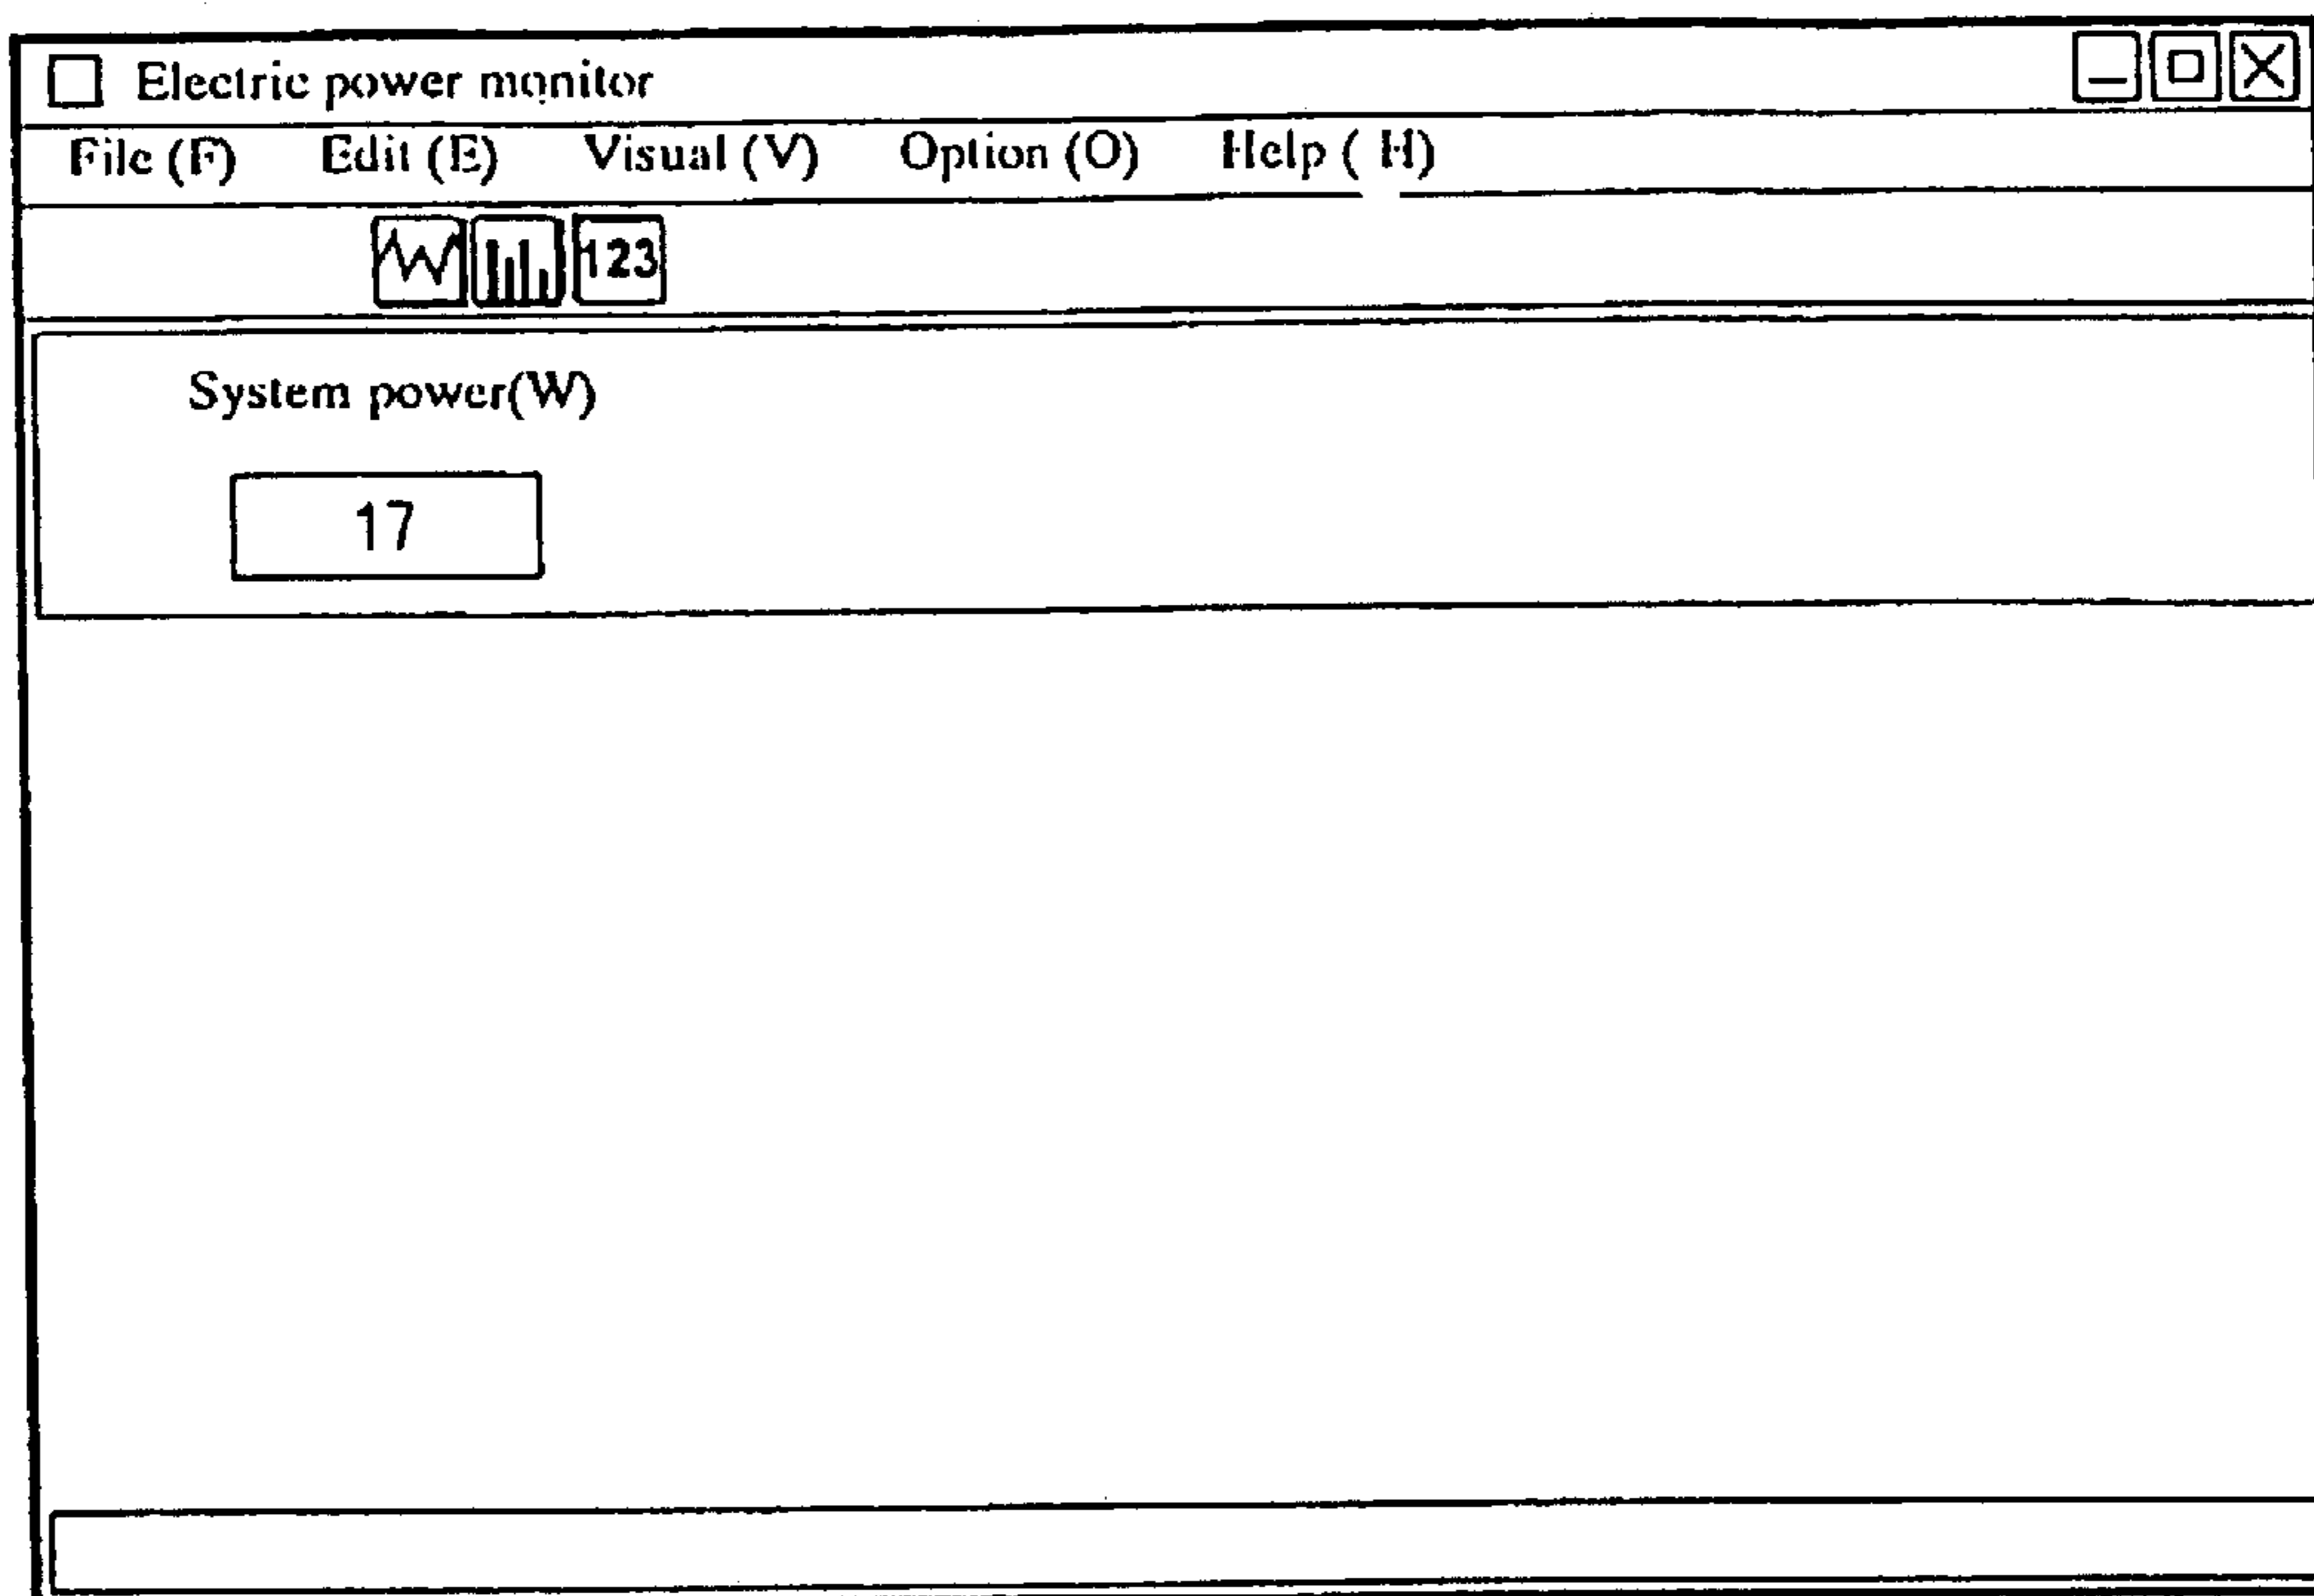 Electric power monitor
File (F) Edit (E) Visual (V) Option (O) Help ( H)
123
System power(W)
17